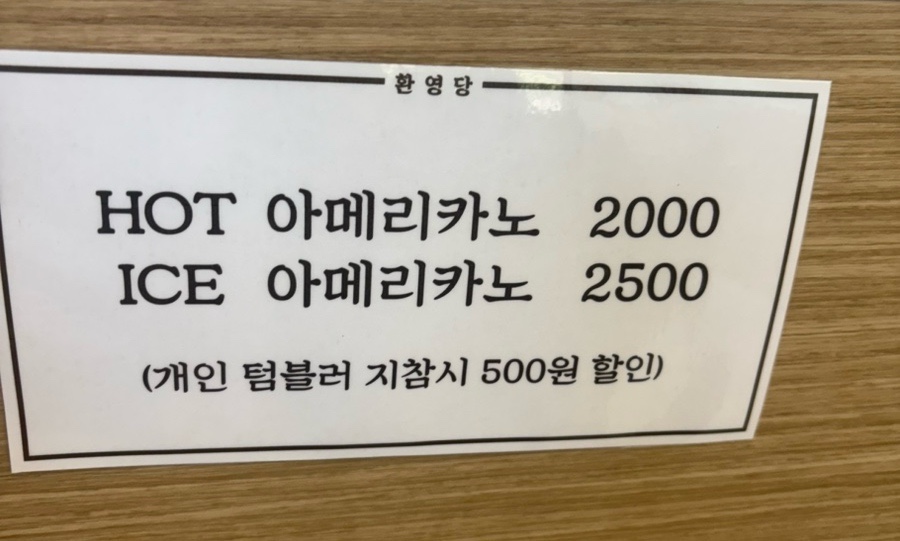 환영당
HOT 아메리카노 2000
ICE 아메리카노 2500
(개인 텀블러 지참시 500원 할인)